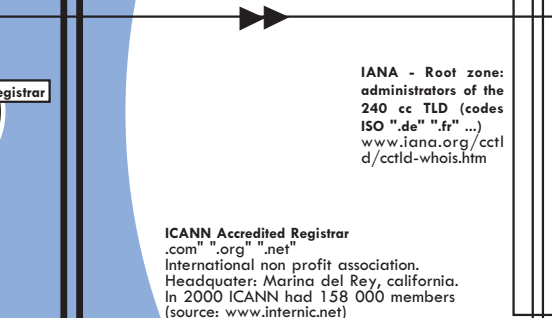 egistrar
IANA - Root zone:
administrators of the
240 cc TLD (codes
ISO ".de" ".fr" ...)
www.iana.org/cctl
d/cctld-whois.htm
ICANN Accredited Registrar
.com" ".org" ".net"
International non profit association.
Headquater: Marina del Rey, california.
In 2000 ICANN had 158 000 members
(source: www.internic.net)